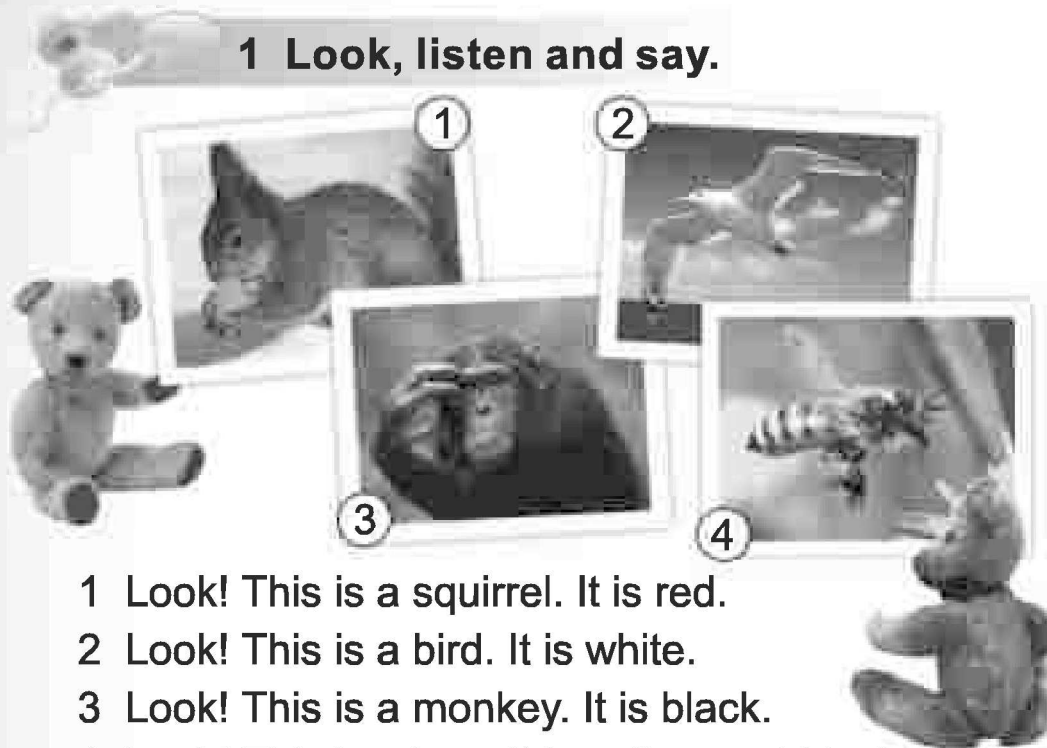 1 Look, listen and say.
1
2
3
4
1 Look! This is a squirrel. It is red.
2 Look! This is a bird. It is white.
3 Look! This is a monkey. It is black.